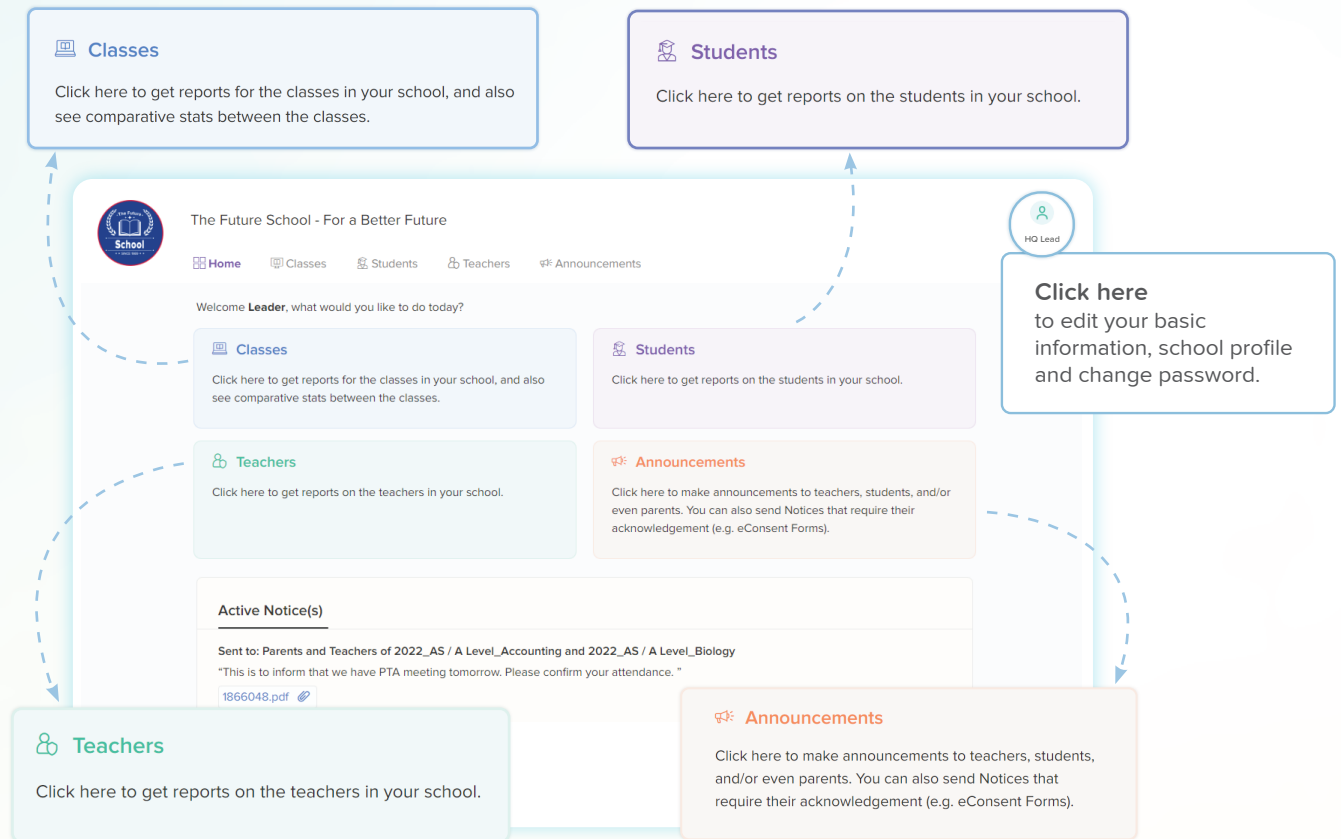 Classes
Click here to get reports for the classes in your school, and also
see comparative stats between the classes.
Students
Click here to get reports on the students in your school.
The Future
School
The Future School - For a Better Future
HQ Lead
Home
Classes
Students
Teachers
Announcements
Click here
to edit your basic
information, school profile
and change password.
Welcome Leader, what would you like to do today?
Classes
Click here to get reports for the classes in your school, and also
see comparative stats between the classes.
Students
Click here to get reports on the students in your school.
Teachers
Click here to get reports on the teachers in your school.
Announcements
Click here to make announcements to teachers, students, and/or
even parents. You can also send Notices that require their
acknowledgement (e.g. eConsent Forms).
Active Notice(s)
Sent to: Parents and Teachers of 2022_AS / A Level_Accounting and 2022_AS / A Level_Biology
“This is to inform that we have PTA meeting tomorrow. Please confirm your attendance. ”
1866048.pdf
Teachers
Click here to get reports on the teachers in your school.
Announcements
Click here to make announcements to teachers, students,
and/or even parents. You can also send Notices that
require their acknowledgement (e.g. eConsent Forms).